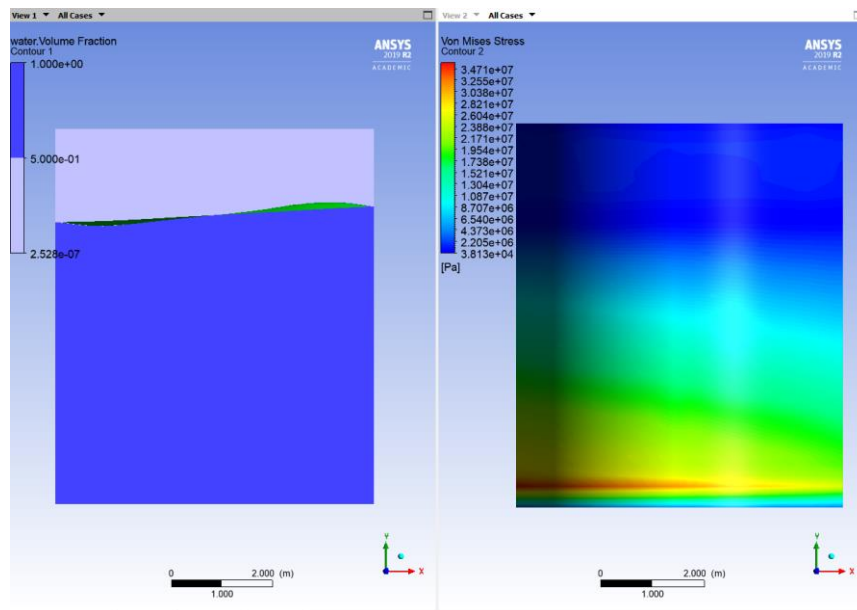 View 1 ▼ All Cases ▼
water.Volume Fraction
Contour 1
1.000e+00
5.000e-01
2.528e-07
ANSYS
2019 R2
ACADEMIC
0 2.000 (m)
1.000
Y
X
View 2 ▼ All Cases ▼
Von Mises Stress
Contour 2
3.471e+07
3.255e+07
3.038e+07
2.821e+07
2.604e+07
2.388e+07
2.171e+07
1.954e+07
1.738e+07
1.521e+07
1.304e+07
1.087e+07
8.707e+06
6.540e+06
4.373e+06
2.205e+06
3.813e+04
[Pa]
ANSYS
2019 R2
ACADEMIC
0 2.000 (m)
1.000
Y
X